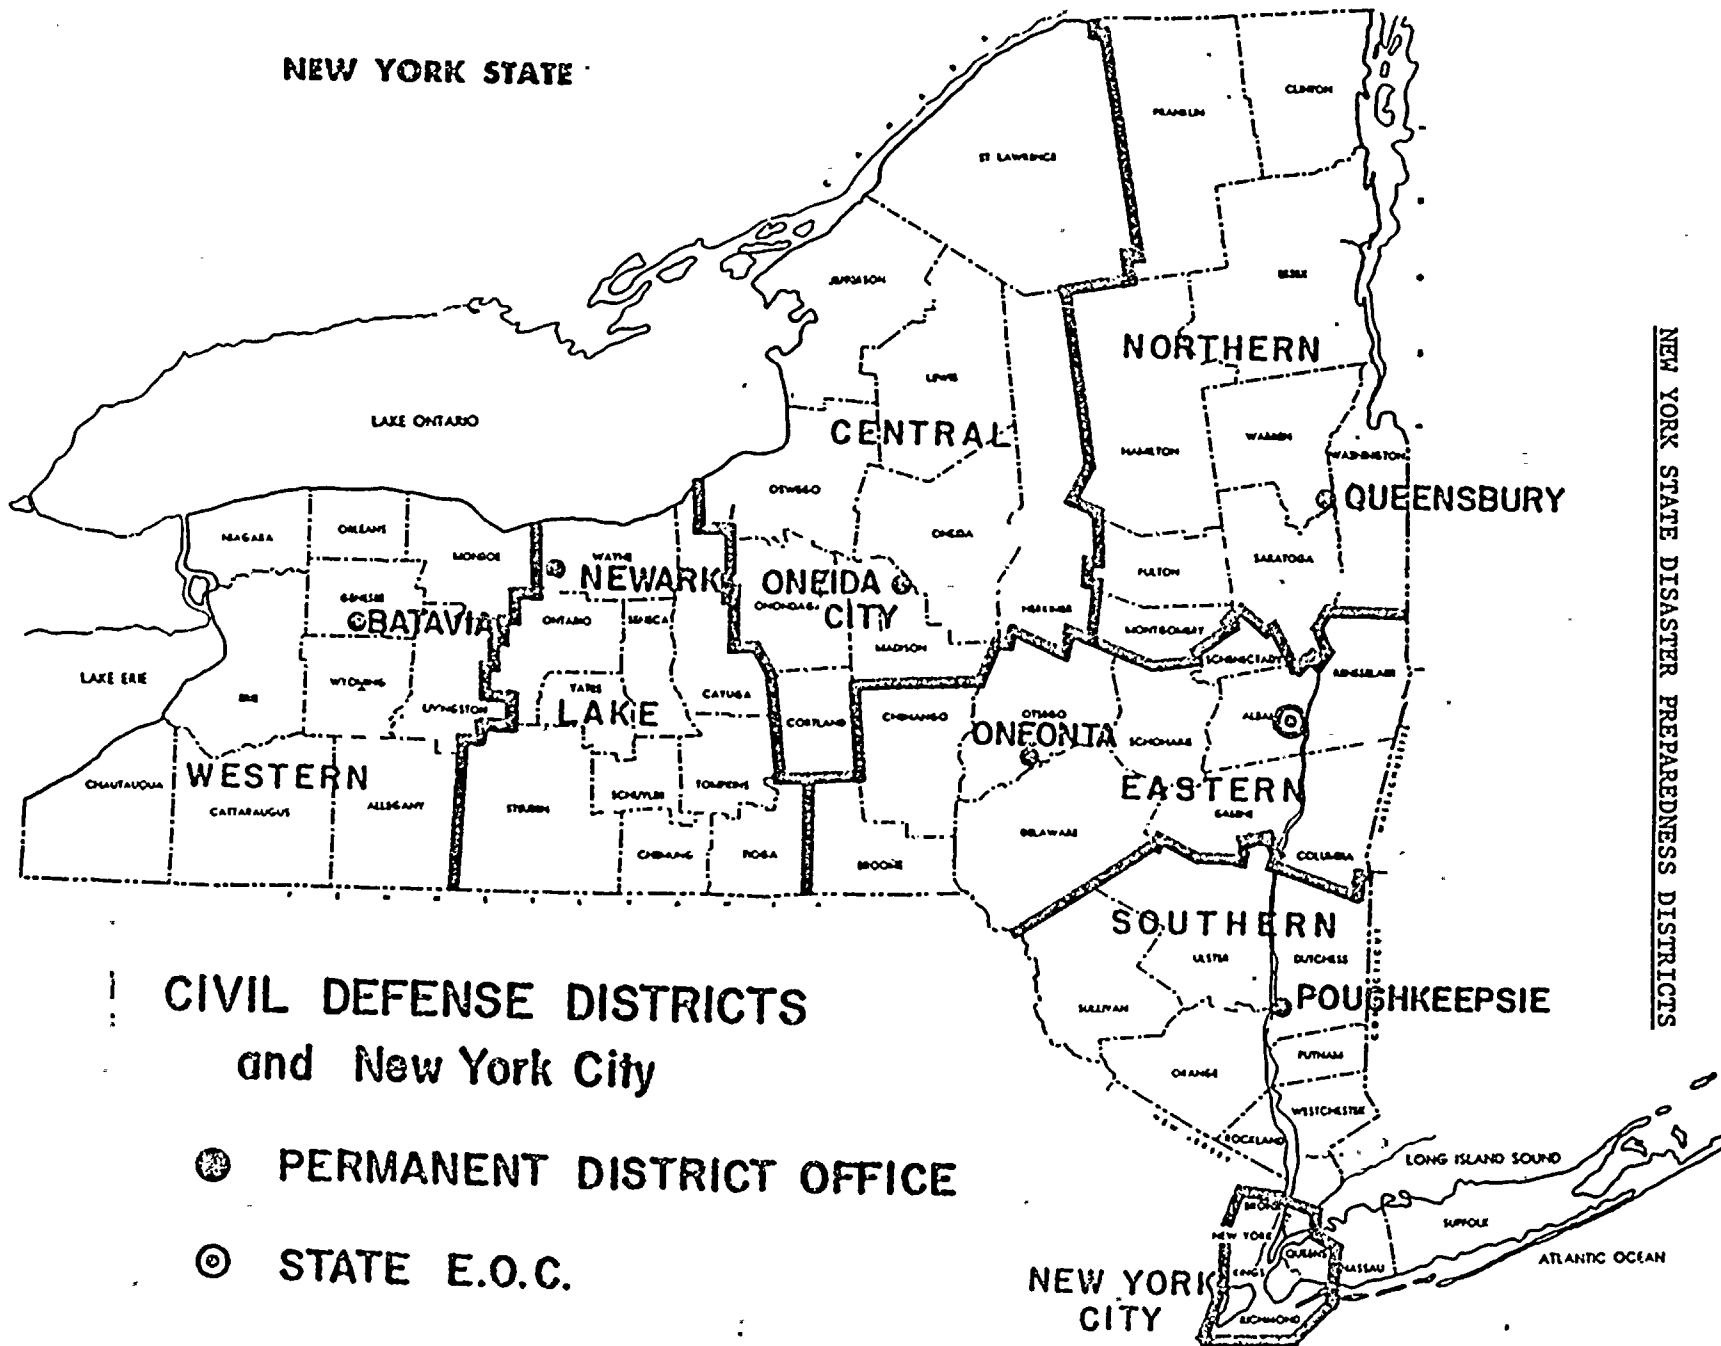 NEW YORK STATE
CLINTON
FRANKLIN
ST LAWRENCE
JEFFERSON
ESSEX
NORTHERN
LEWIS
LAKE ONTARIO
CENTRAL
WARREN
HAMILTON
WASHINGTON
OSWEGO
QUEENSBURY
NIAGARA
ORLEANS
MONROE
WAYNE
ONEIDA
SARATOGA
FULTON
NEWARK
ONEIDA
CITY
GENESEE
ONONDAGA
HERKIMER
BATAVIA
ONTARIO
SENECA
MONTGOMERY
MADISON
SCHENECTADY
RENSSELAER
LAKE ERIE
ERIE
WYOMING
LIVINGSTON
YATES
CAYUGA
LAKE
CORTLAND
CHENANGO
OTSEGO
ALBANY
ONEONTA
SCHOHARIE
WESTERN
CHAUTAUQUA
CATTARAUGUS
ALLEGANY
STEUBEN
SCHUYLER
TOMPKINS
EASTERN
GREENE
DELAWARE
CHEMUNG
TIOGA
BROOME
COLUMBIA
SOUTHERN
ULSTER
DUTCHESS
SULLIVAN
POUGHKEEPSIE
PUTNAM
ORANGE
WESTCHESTER
ROCKLAND
LONG ISLAND SOUND
BRONX
NEW YORK
QUEENS
KINGS
NASSAU
SUFFOLK
RICHMOND
ATLANTIC OCEAN
NEW YORK
CITY
CIVIL DEFENSE DISTRICTS
and New York City
PERMANENT DISTRICT OFFICE
STATE E.O.C.
NEW YORK STATE DISASTER PREPAREDNESS DISTRICTS